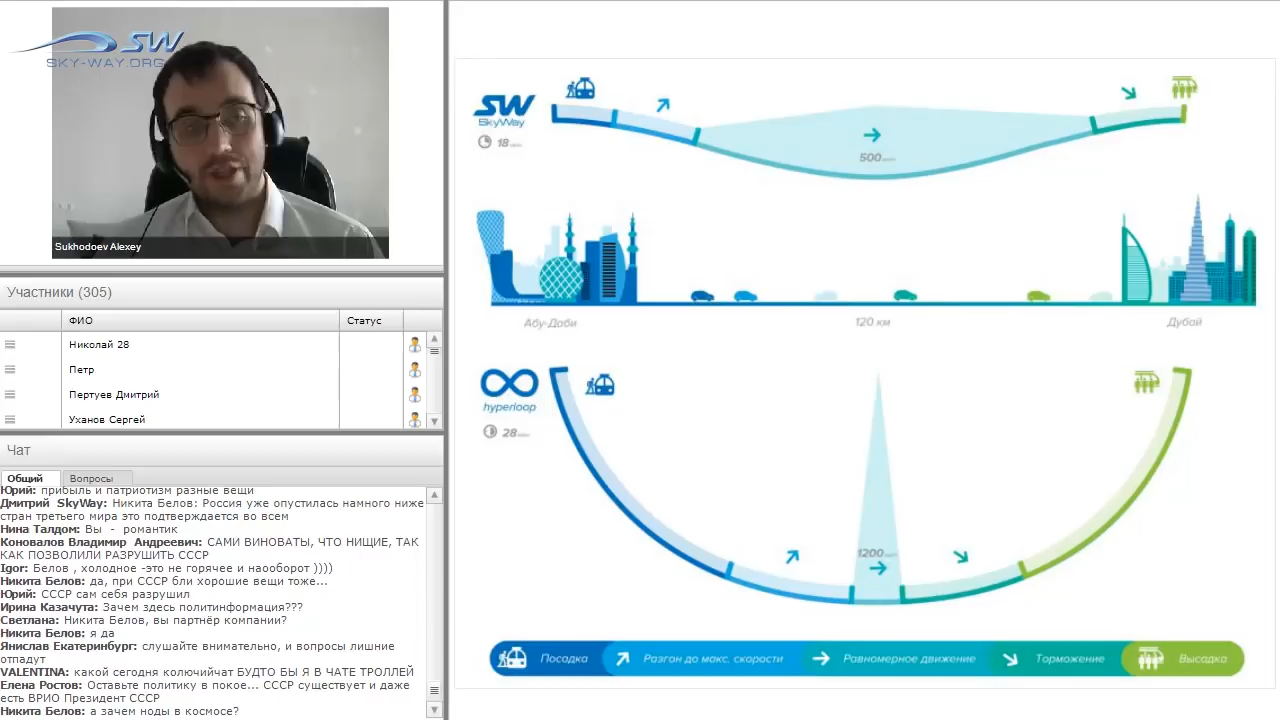 SW
SKY-WAY.ORG
Sukhodoev Alexey
Участники (305)
ФИО
Статус
Николай 28
Петр
Пертуев Дмитрий
Уханов Сергей
Чат
Общий
Вопросы
Юрий: прибыль и патриотизм разные вещи
Дмитрий SkyWay: Никита Белов: Россия уже опустилась намного ниже
стран третьего мира это подтверждается во всем
Нина Талдом: Вы - романтик
Коновалов Владимир Андреевич: САМИ ВИНОВАТЫ, ЧТО НИЩИЕ, ТАК
КАК ПОЗВОЛИЛИ РАЗРУШИТЬ СССР
Igor: Белов , холодное -эти не горячее и наоборот ))))
Никита Белов: да, при СССР були хорошие вещи тоже...
Юрий: СССР сам себя разрушил
Ирина Казачута: Зачем здесь политинформация???
Светлана: Никита Белов, вы партнёр компании?
Никита Белов: я да
Янислав Екатеринбург: слушайте внимательно, и вопросы лишние
отпадут
VALENTINA: какой сегодня колючийчат БУДТО БЫ Я В ЧАТЕ ТРОЛЛЕЙ
Елена Ростов: Оставьте политику в покое... СССР существует и даже
есть ВРИО Президент СССР
Никита Белов: а зачем ноды в космосе?
SW
SkyWay
18
500
Абу-Даби
120 км
Дубай
hyperloop
28
1200
Посадка
Разгон до макс. скорости
Равномерное движение
Торможение
Высадка